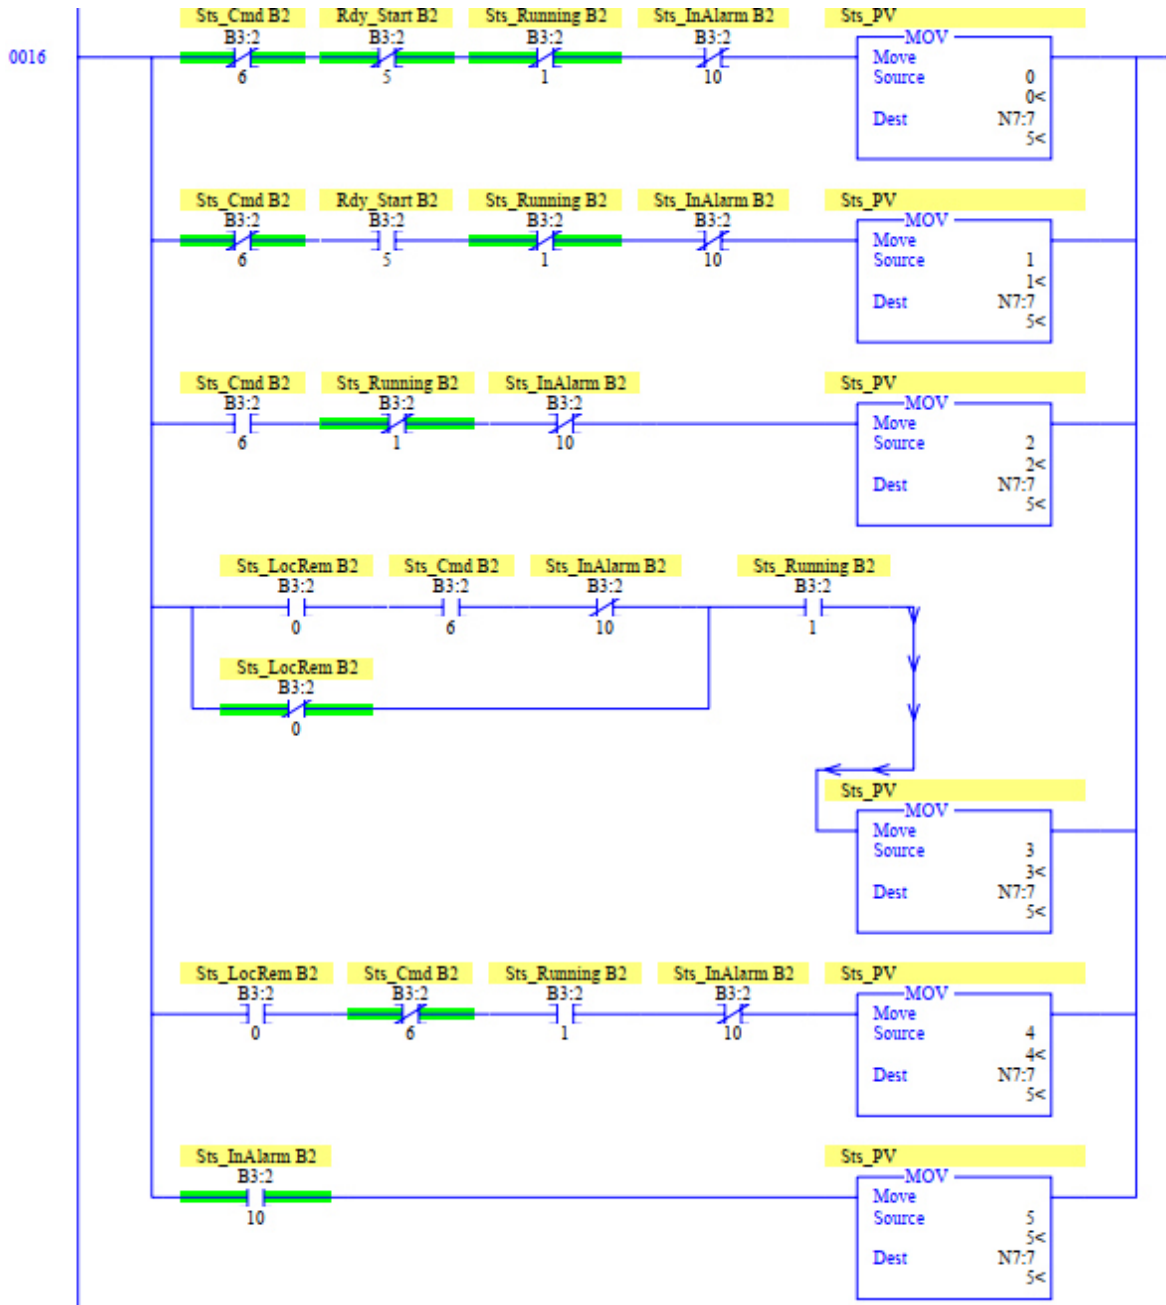 Sts_Cmd B2 Rdy_Start B2 Sts_Running B2 Sts_InAlarm B2 Sts_PV
B3:2 B3:2 B3:2 B3:2 MOV
0016 Move
6 5 1 10 Source 0
0<
Dest N7:7
5<
Sts_Cmd B2 Rdy_Start B2 Sts_Running B2 Sts_InAlarm B2 Sts_PV
B3:2 B3:2 B3:2 B3:2 MOV
Move
6 5 1 10 Source 1
1<
Dest N7:7
5<
Sts_Cmd B2 Sts_Running B2 Sts_InAlarm B2 Sts_PV
B3:2 B3:2 B3:2 MOV
Move
6 1 10 Source 2
2<
Dest N7:7
5<
Sts_LocRem B2 Sts_Cmd B2 Sts_InAlarm B2 Sts_Running B2
B3:2 B3:2 B3:2 B3:2
0 6 10 1
Sts_LocRem B2
B3:2
0
Sts_PV
MOV
Move
Source 3
3<
Dest N7:7
5<
Sts_LocRem B2 Sts_Cmd B2 Sts_Running B2 Sts_InAlarm B2 Sts_PV
B3:2 B3:2 B3:2 B3:2 MOV
Move
0 6 1 10 Source 4
4<
Dest N7:7
5<
Sts_InAlarm B2 Sts_PV
B3:2 MOV
Move
10 Source 5
5<
Dest N7:7
5<